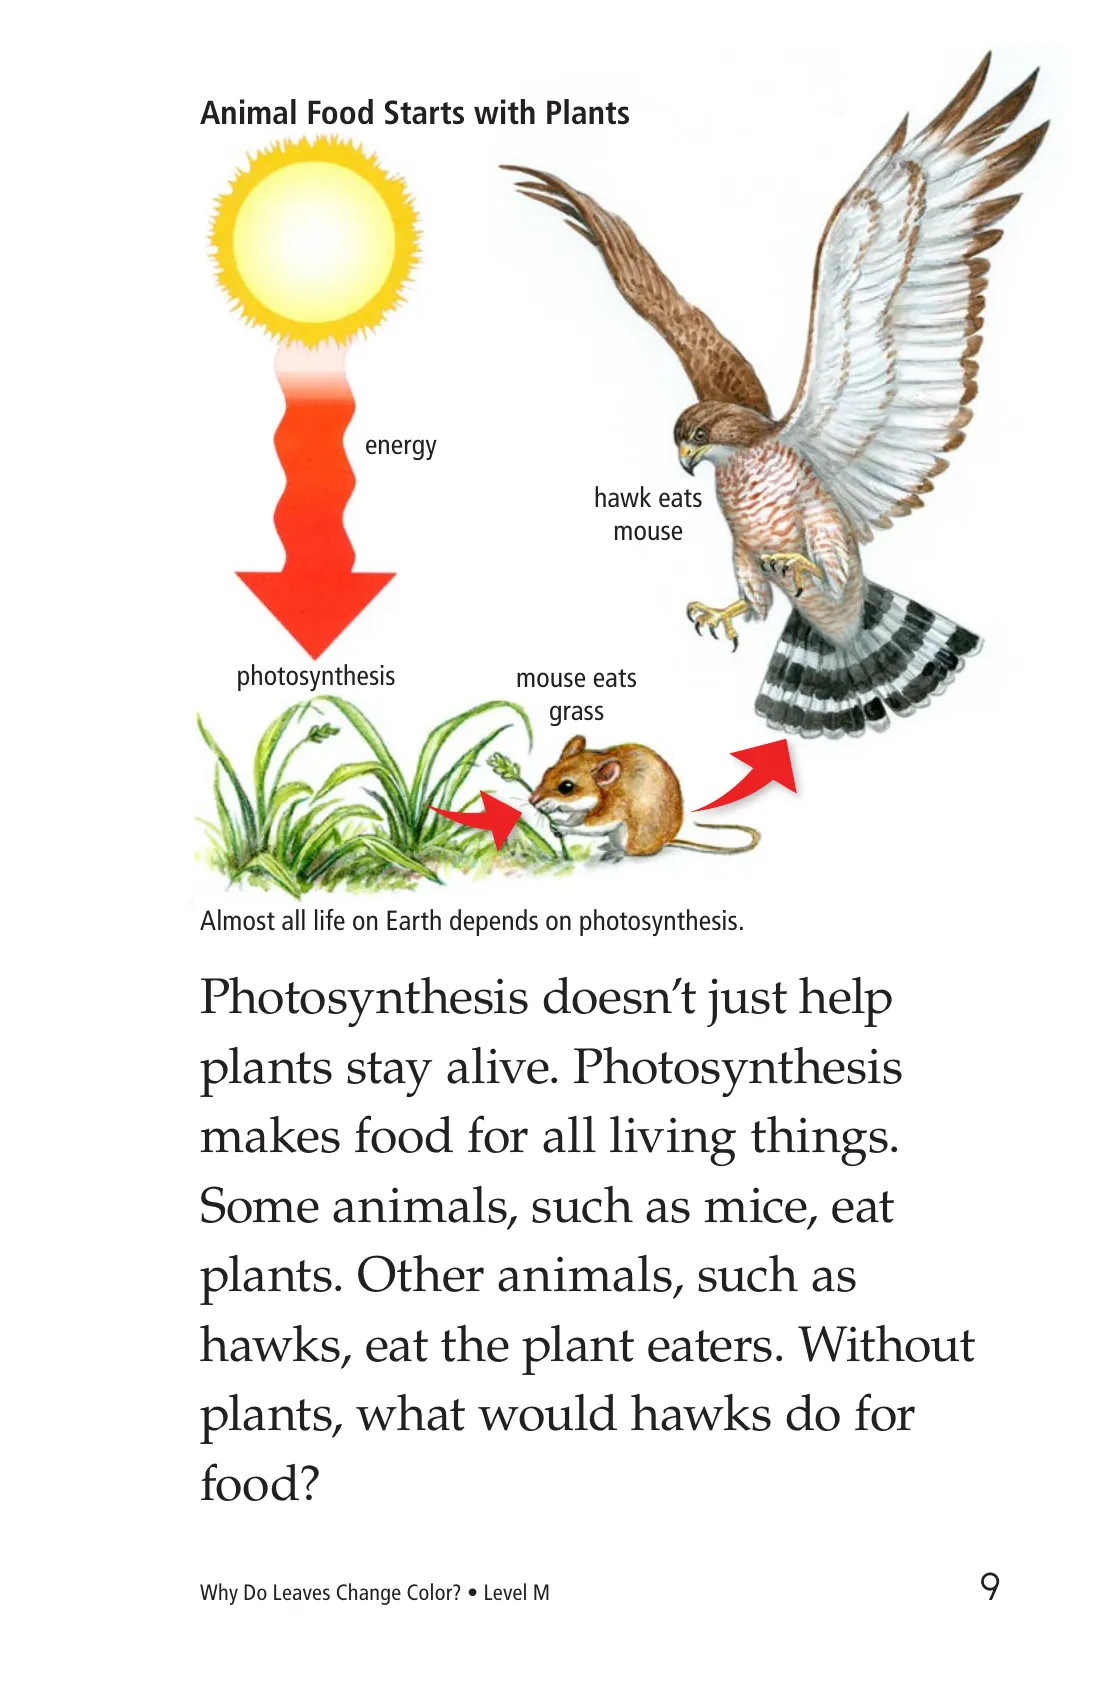 Animal Food Starts with Plants
energy
hawk eats
mouse
photosynthesis
mouse eats
grass
Almost all life on Earth depends on photosynthesis.
Photosynthesis doesn’t just help
plants stay alive. Photosynthesis
makes food for all living things.
Some animals, such as mice, eat
plants. Other animals, such as
hawks, eat the plant eaters. Without
plants, what would hawks do for
food?
Why Do Leaves Change Color? • Level M
9